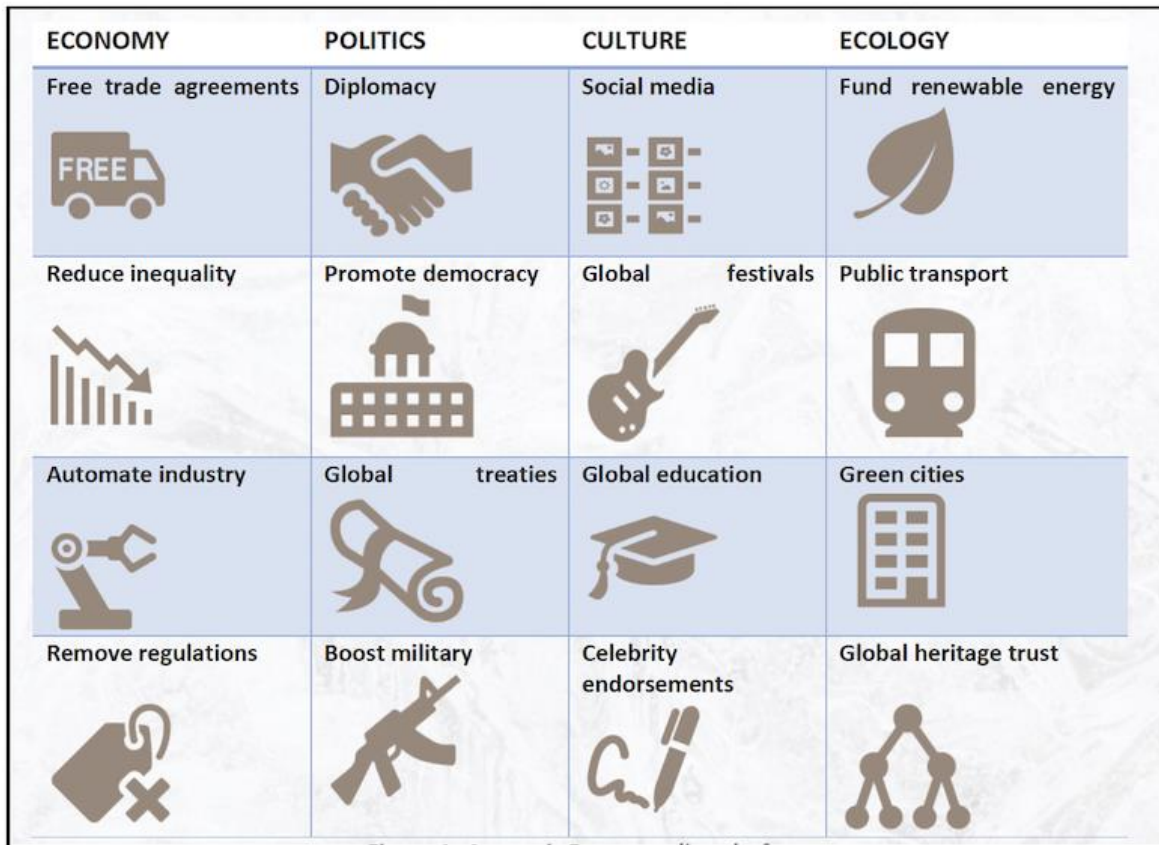 ECONOMY POLITICS CULTURE ECOLOGY
Free trade agreements Diplomacy Social media Fund renewable energy
FREE
Reduce inequality Promote democracy Global festivals Public transport
Automate industry Global treaties Global education Green cities
Remove regulations Boost military Celebrity endorsements Global heritage trust